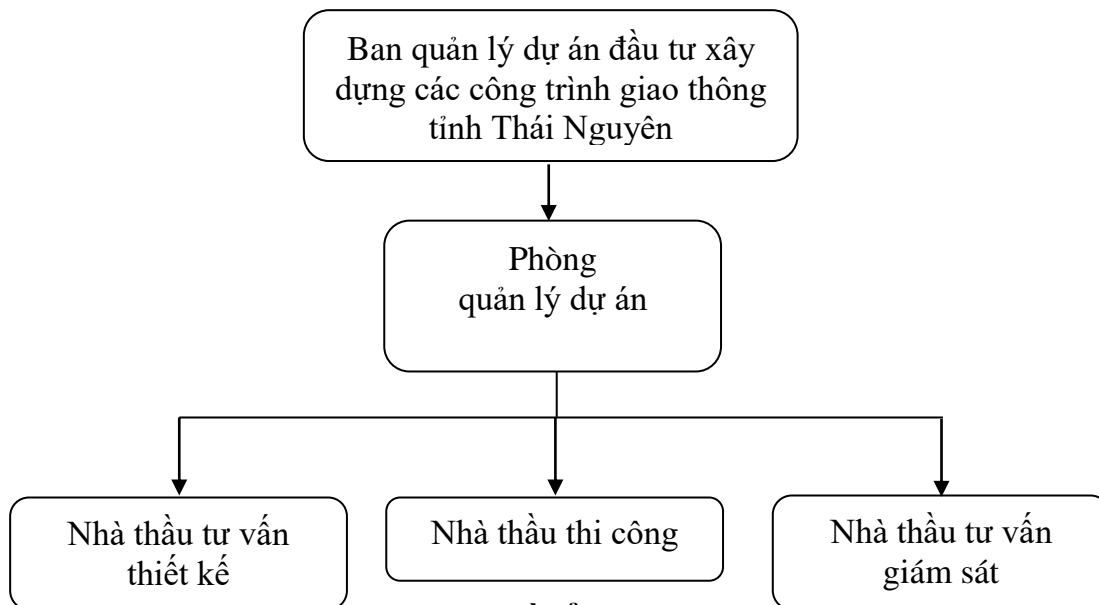 Ban quản lý dự án đầu tư xây
dựng các công trình giao thông
tỉnh Thái Nguyên
Phòng
quản lý dự án
Nhà thầu tư vấn
thiết kế
Nhà thầu thi công
Nhà thầu tư vấn
giám sát